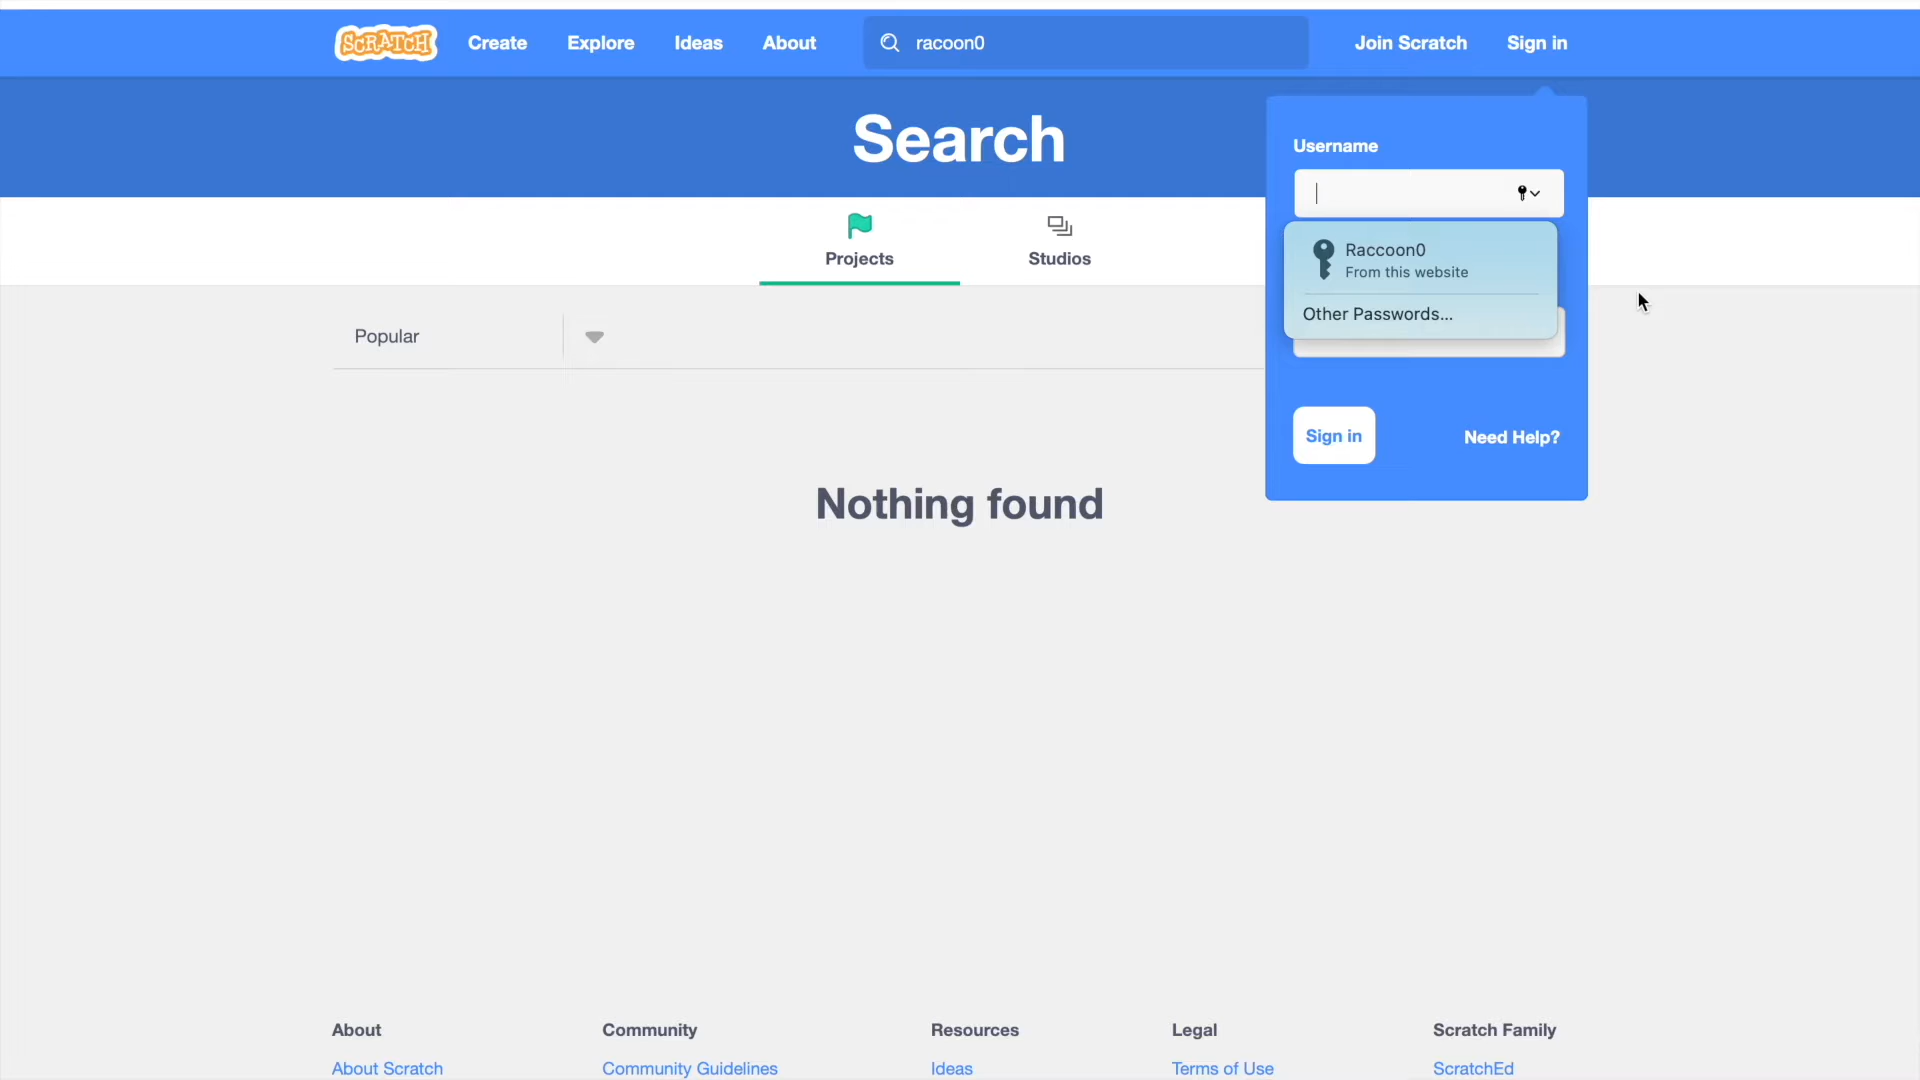 SCRATCH Create Explore Ideas About racoon0 Join Scratch Sign in
Search
Username
Projects Studios
Raccoon0
From this website
Other Passwords...
Popular
Sign in Need Help?
Nothing found
About Community Resources Legal Scratch Family
About Scratch Community Guidelines Ideas Terms of Use ScratchEd